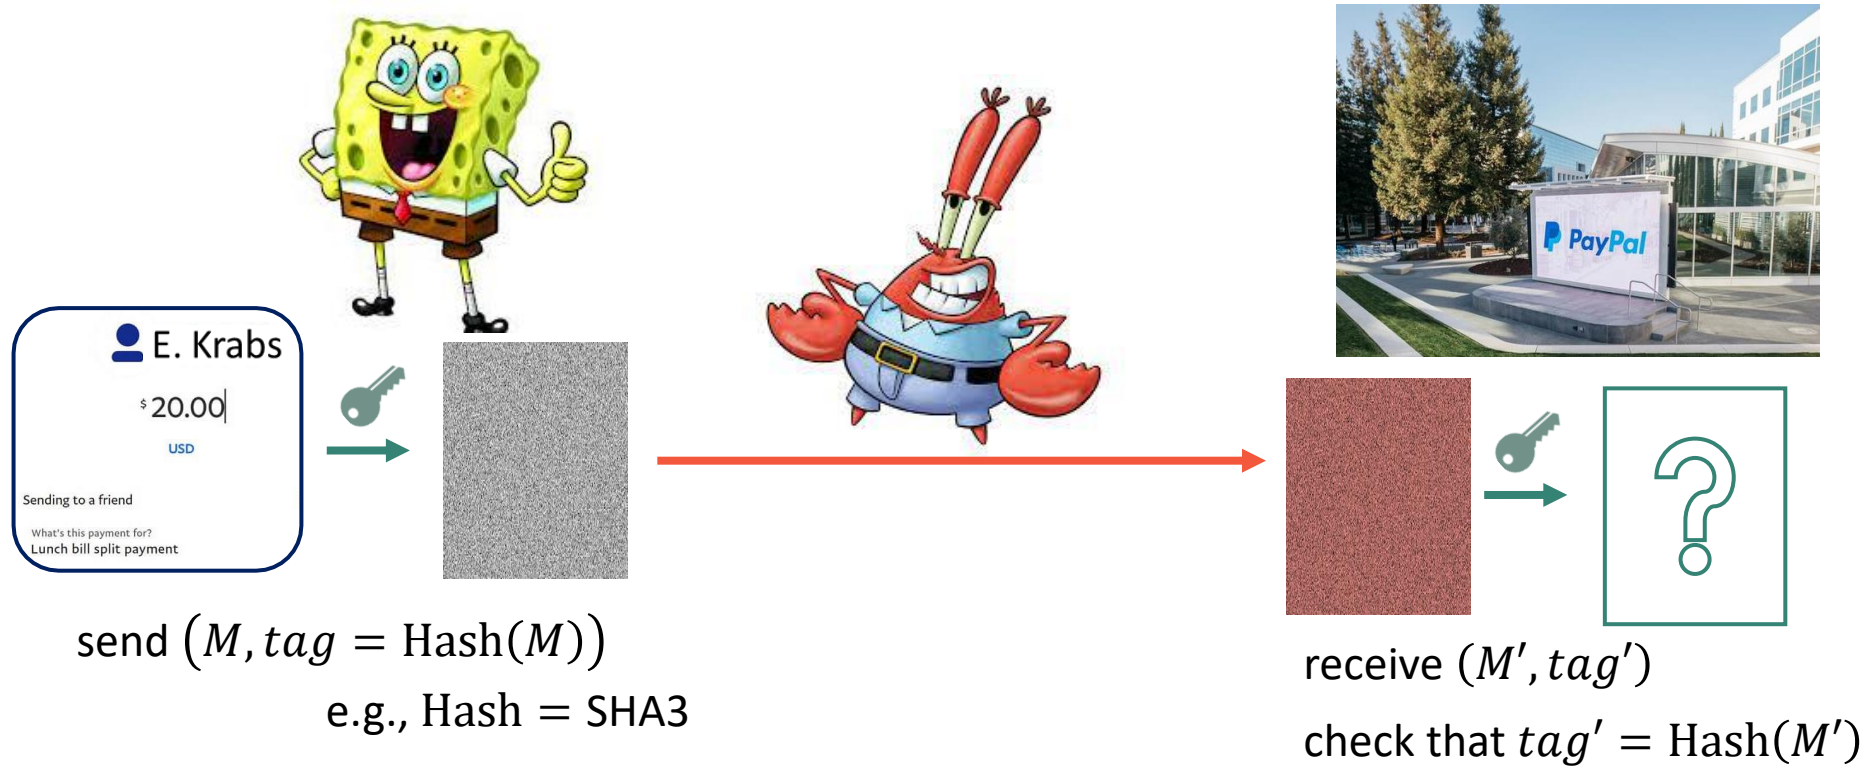 E. Krabs
$ 20.00
USD
Sending to a friend
What's this payment for?
Lunch bill split payment
PayPal
send (M, tag = Hash(M))
e.g., Hash = SHA3
receive (M′, tag′)
check that tag′ = Hash(M′)